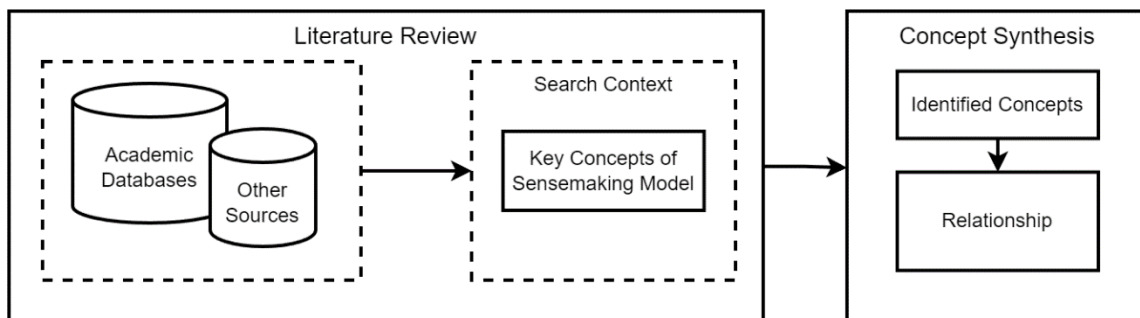 Literature Review
Academic
Databases
Other
Sources
Search Context
Key Concepts of
Sensemaking Model
Concept Synthesis
Identified Concepts
Relationship